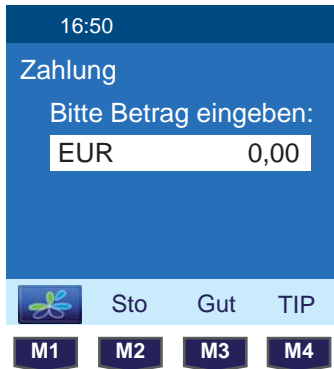 16:50
Zahlung
Bitte Betrag eingeben:
EUR 0,00
Sto Gut TIP
M1 M2 M3 M4